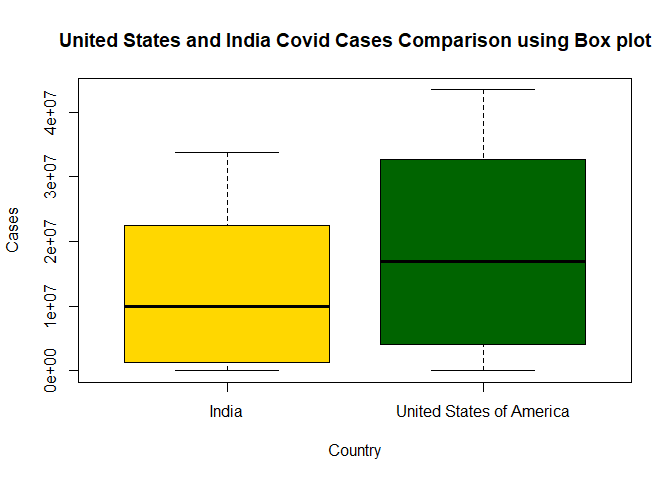 United States and India Covid Cases Comparison using Box plot
Cases
4e+07
3e+07
2e+07
1e+07
0e+00
India
United States of America
Country